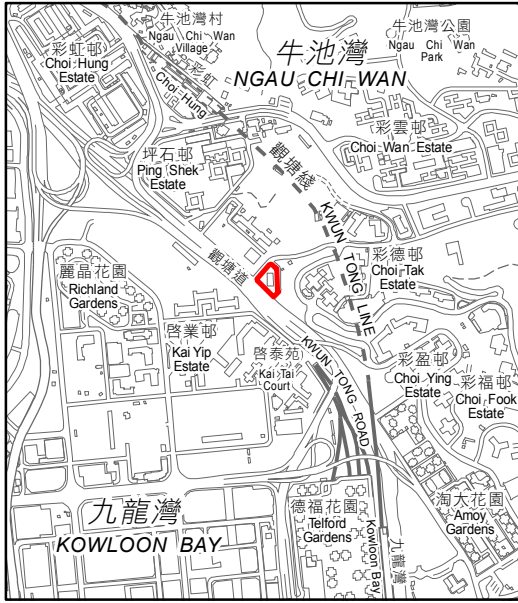 牛池灣村
Ngau Chi Wan
Village
彩虹邨
Choi Hung
Estate
彩虹
Choi Hung
牛池灣
NGAU CHI WAN
牛池灣公園
Ngau Chi Wan
Park
彩雲邨
Choi Wan Estate
坪石邨
Ping Shek
Estate
觀塘綫
KWUN TONG LINE
觀塘道
KWUN TONG ROAD
彩德邨
Choi Tak
Estate
麗晶花園
Richland
Gardens
啓業邨
Kai Yip
Estate
啓泰苑
Kai Tai
Court
彩盈邨
Choi Ying
Estate
彩福邨
Choi Fook
Estate
九龍灣
KOWLOON BAY
德福花園
Telford
Gardens
九龍灣
Kowloon Bay
淘大花園
Amoy
Gardens